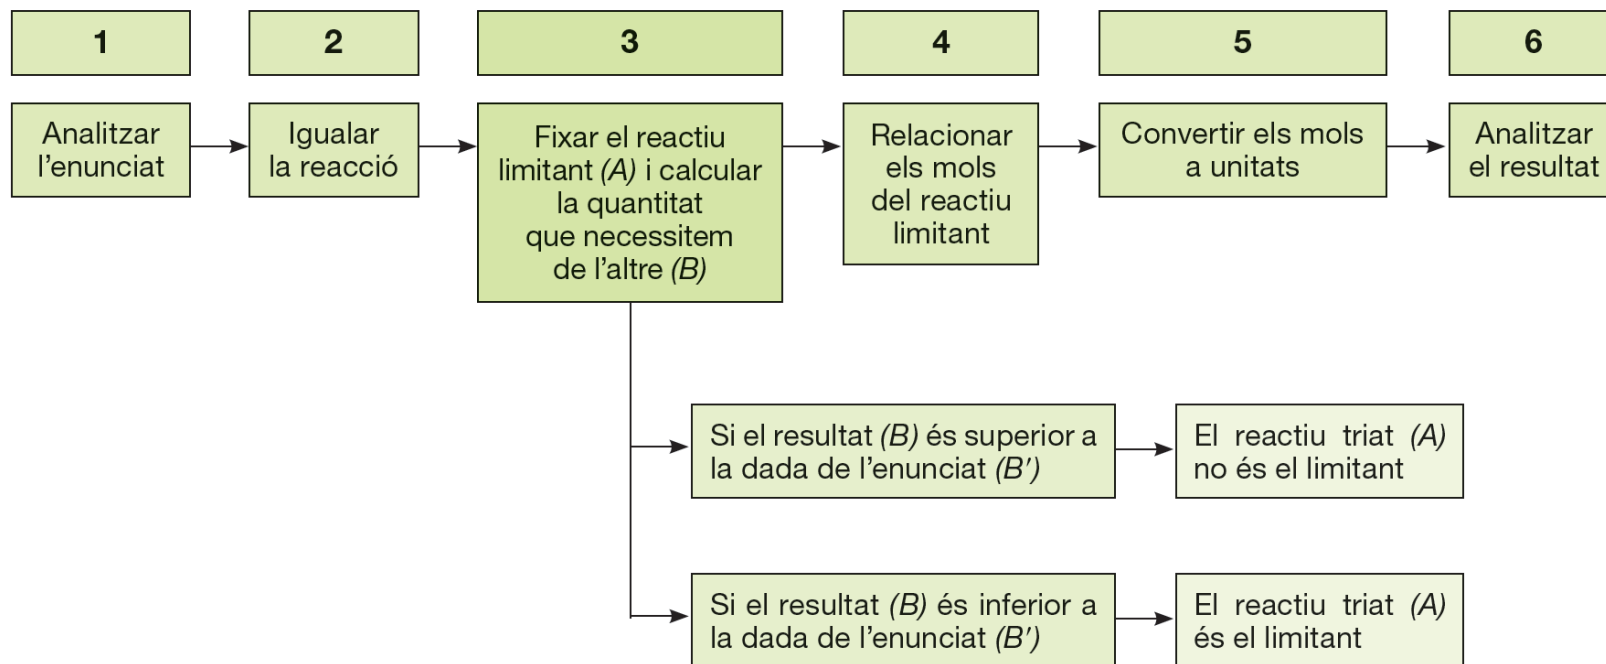 1
2
3
4
5
6
Analitzar
l’enunciat
Igualar
la reacció
Fixar el reactiu
limitant (A) i calcular
la quantitat
que necessitem
de l’altre (B)
Relacionar
els mols
del reactiu
limitant
Convertir els mols
a unitats
Analitzar
el resultat
Si el resultat (B) és superior a
la dada de l’enunciat (B′)
El reactiu triat (A)
no és el limitant
Si el resultat (B) és inferior a
la dada de l’enunciat (B′)
El reactiu triat (A)
és el limitant